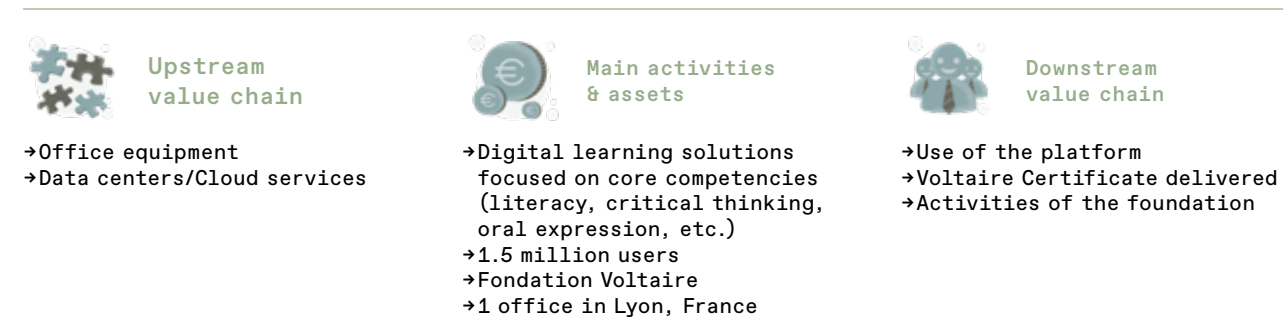 Upstream
value chain
→Office equipment
→Data centers/Cloud services
Main activities
& assets
→Digital learning solutions
focused on core competencies
(literacy, critical thinking,
oral expression, etc.)
→1.5 million users
→Fondation Voltaire
→1 office in Lyon, France
Downstream
value chain
→Use of the platform
→Voltaire Certificate delivered
→Activities of the foundation